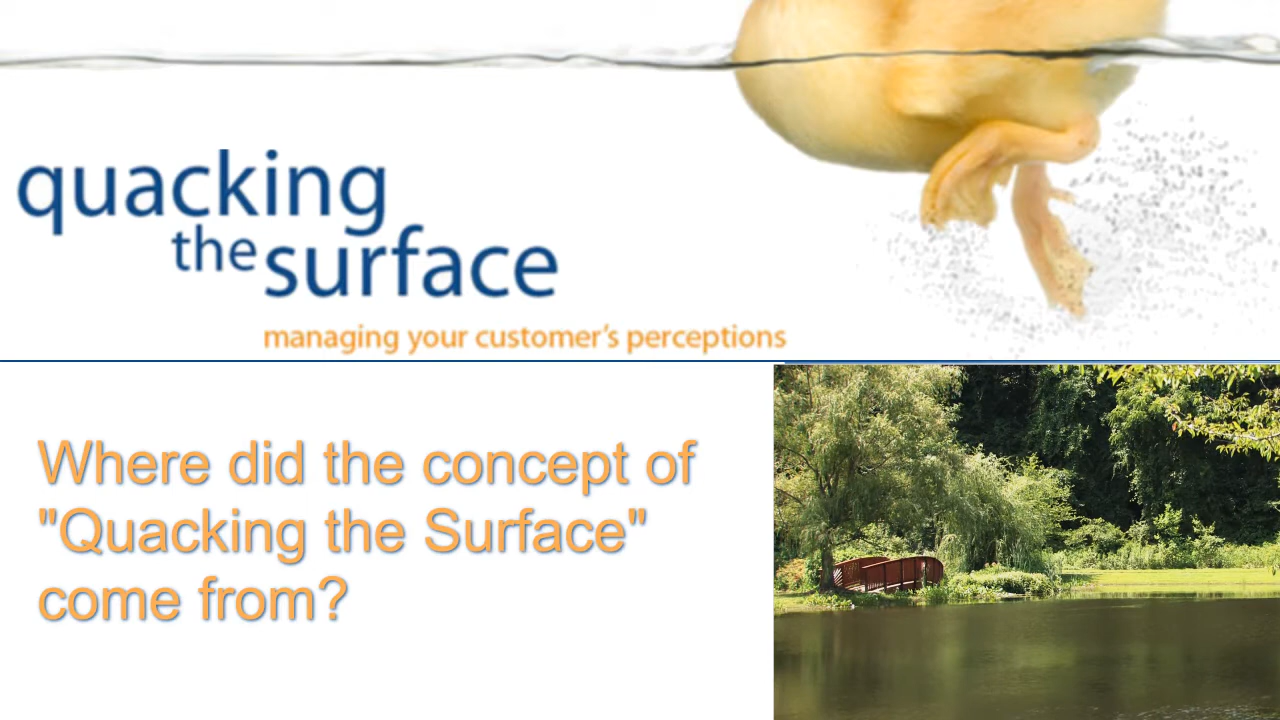 quacking
the surface
managing your customer's perceptions
Where did the concept of
"Quacking the Surface"
come from?